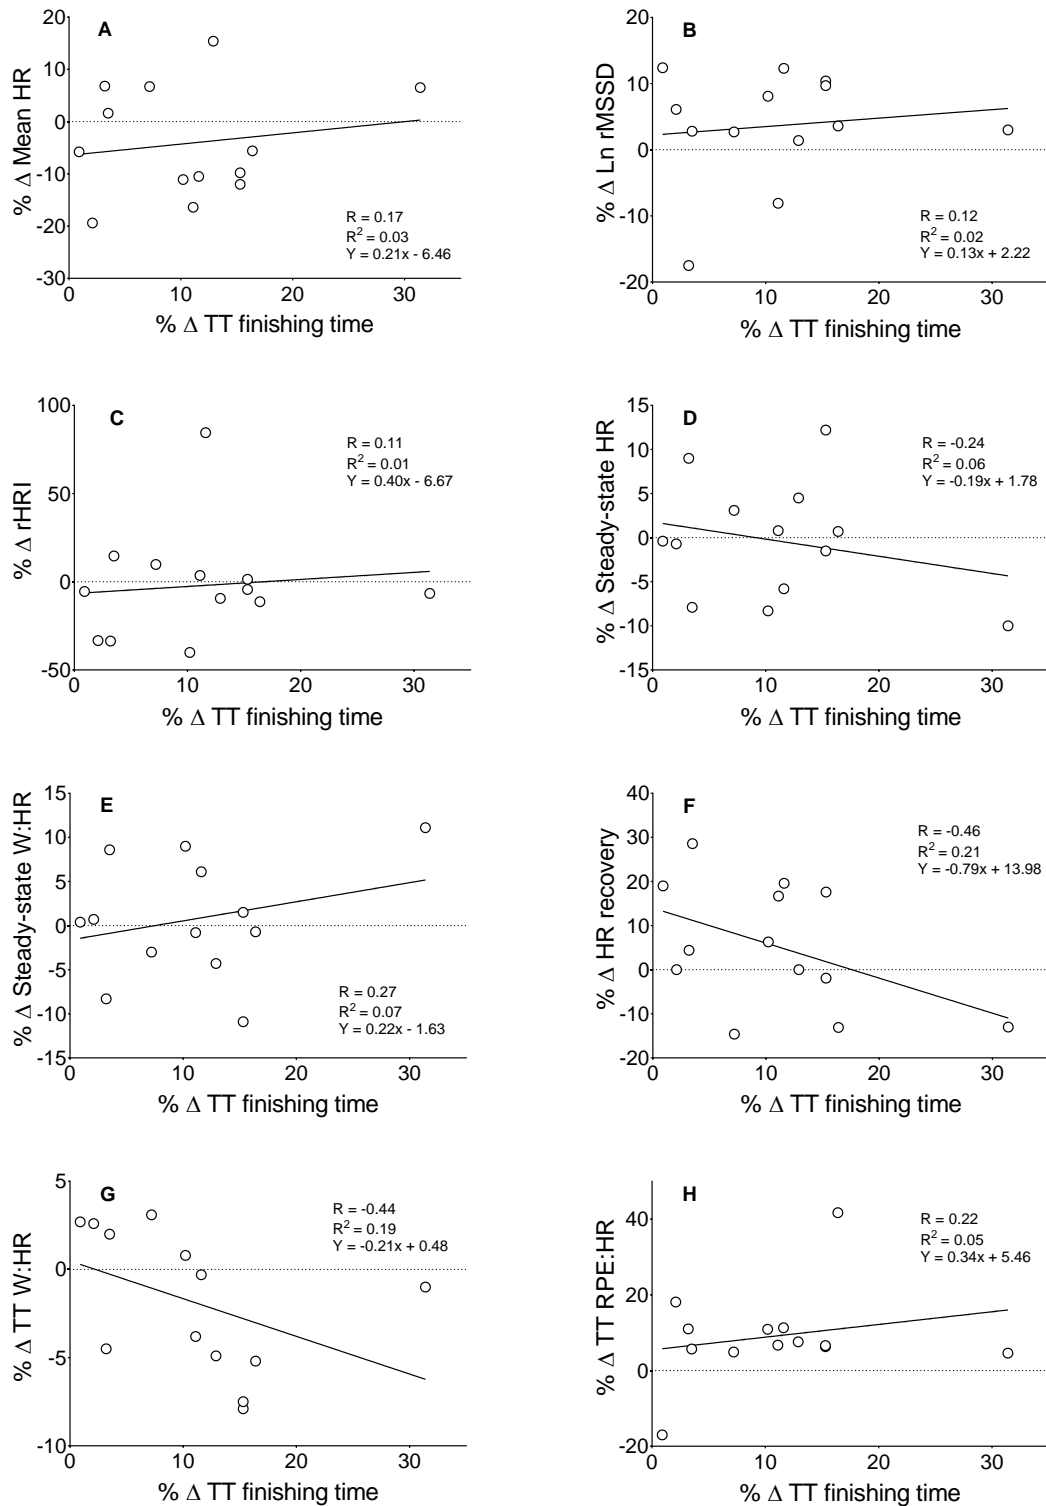 A
% Δ Mean HR
20
10
0
-10
-20
-30
0
10
20
30
R = 0.17
R² = 0.03
Y = 0.21x - 6.46
% Δ TT finishing time
B
% Δ Ln rMSSD
20
10
0
-10
-20
0
10
20
30
R = 0.12
R² = 0.02
Y = 0.13x + 2.22
% Δ TT finishing time
C
% Δ rHRI
100
50
0
-50
0
10
20
30
R = 0.11
R² = 0.01
Y = 0.40x - 6.67
% Δ TT finishing time
D
% Δ Steady-state HR
15
10
5
0
-5
-10
-15
0
10
20
30
R = -0.24
R² = 0.06
Y = -0.19x + 1.78
% Δ TT finishing time
E
% Δ Steady-state W:HR
15
10
5
0
-5
-10
-15
0
10
20
30
R = 0.27
R² = 0.07
Y = 0.22x - 1.63
% Δ TT finishing time
F
% Δ HR recovery
40
30
20
10
0
-10
-20
0
10
20
30
R = -0.46
R² = 0.21
Y = -0.79x + 13.98
% Δ TT finishing time
G
% Δ TT W:HR
5
0
-5
-10
0
10
20
30
R = -0.44
R² = 0.19
Y = -0.21x + 0.48
% Δ TT finishing time
H
% Δ TT RPE:HR
40
20
0
-20
0
10
20
30
R = 0.22
R² = 0.05
Y = 0.34x + 5.46
% Δ TT finishing time